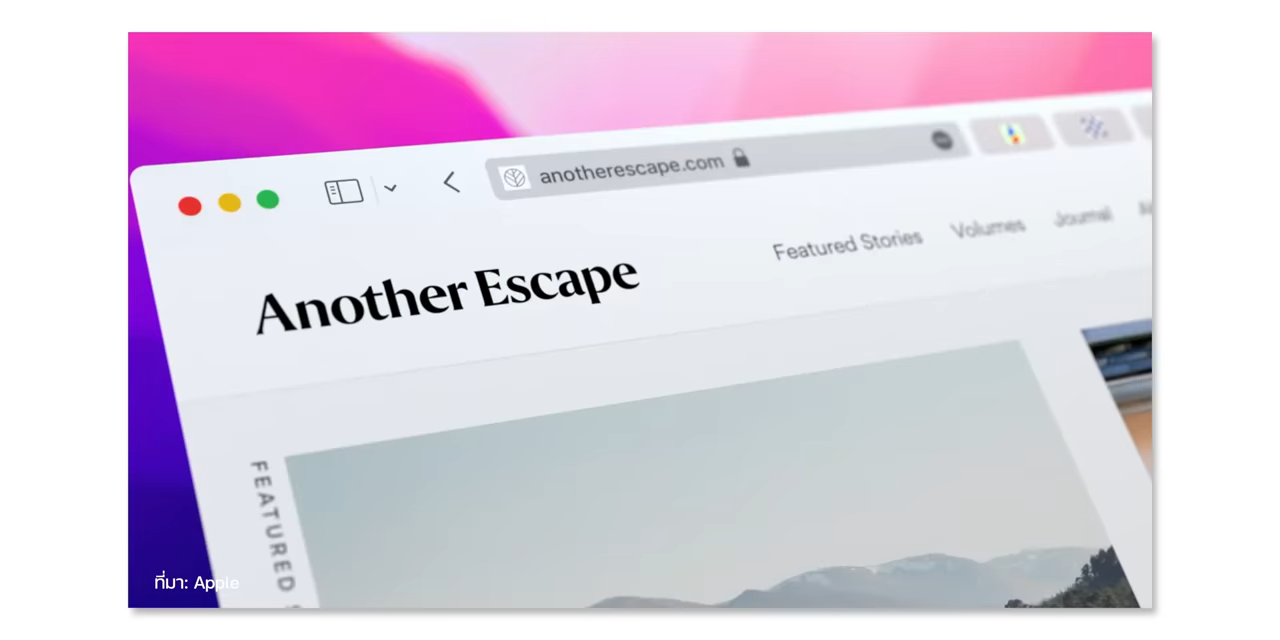 anotherescape.com
Another Escape
Featured Stories
Volumes
Journal
FEATURED
ที่มา: Apple